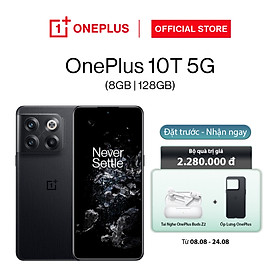 ONEPLUS | OFFICIAL STORE
OnePlus 10T 5G
(8GB | 128GB)
Đặt trước - Nhận ngay
Bộ quà trị giá
2.280.000 đ
Never
Settle
Tai Nghe OnePlus Buds Z2
Ốp Lưng OnePlus
Từ 08.08 - 24.08